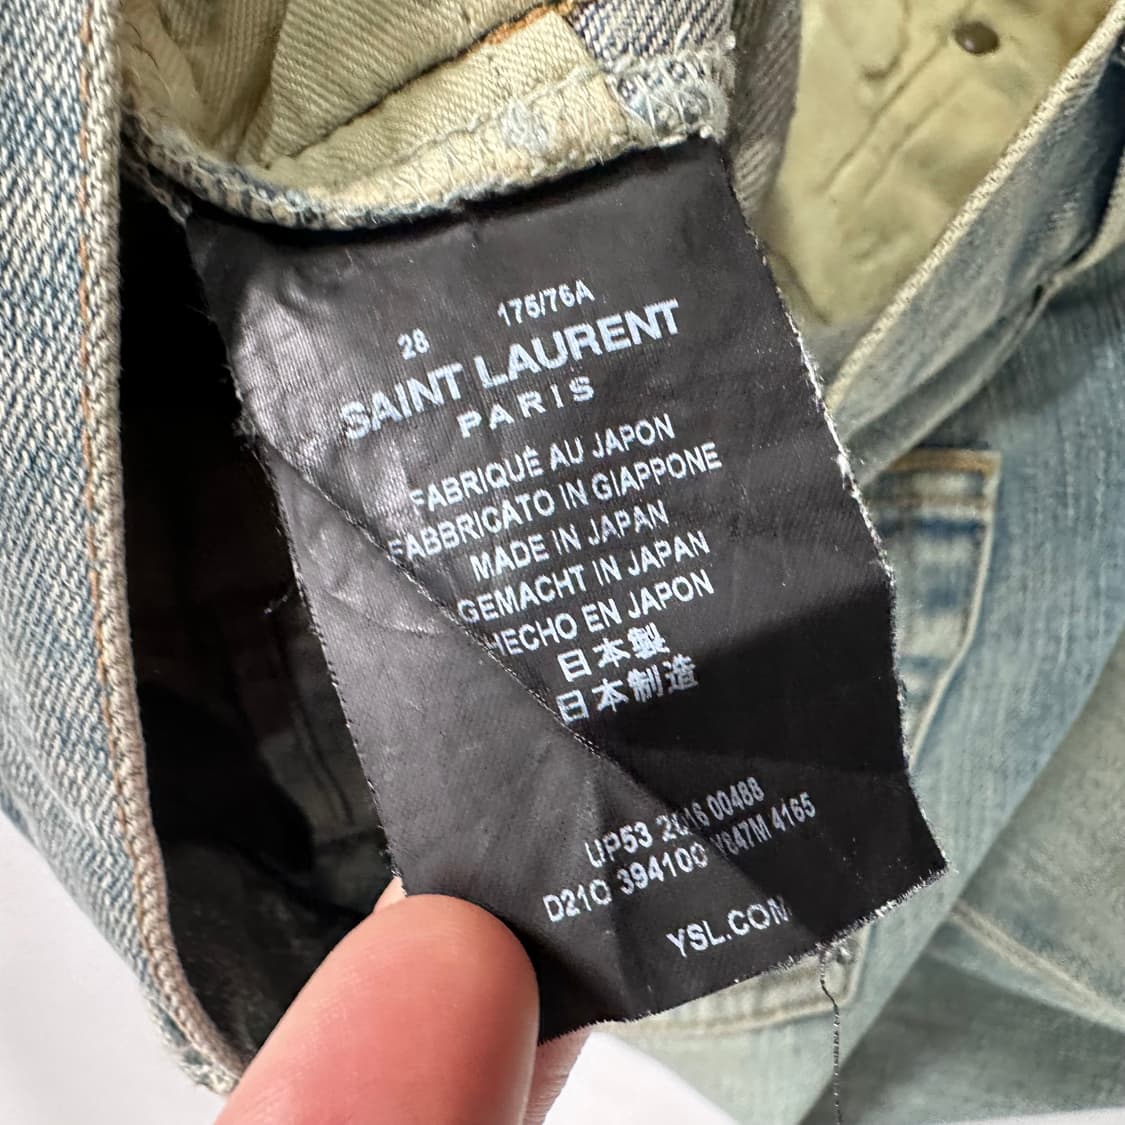 28 175/76A
SAINT LAURENT
PARIS
FABRIQUÉ AU JAPON
FABBRICATO IN GIAPPONE
MADE IN JAPAN
GEMACHT IN JAPAN
HECHO EN JAPON
日本製
日本制造
UP53 2016 00488
D21O 394100 Y847M 4165
YSL.COM